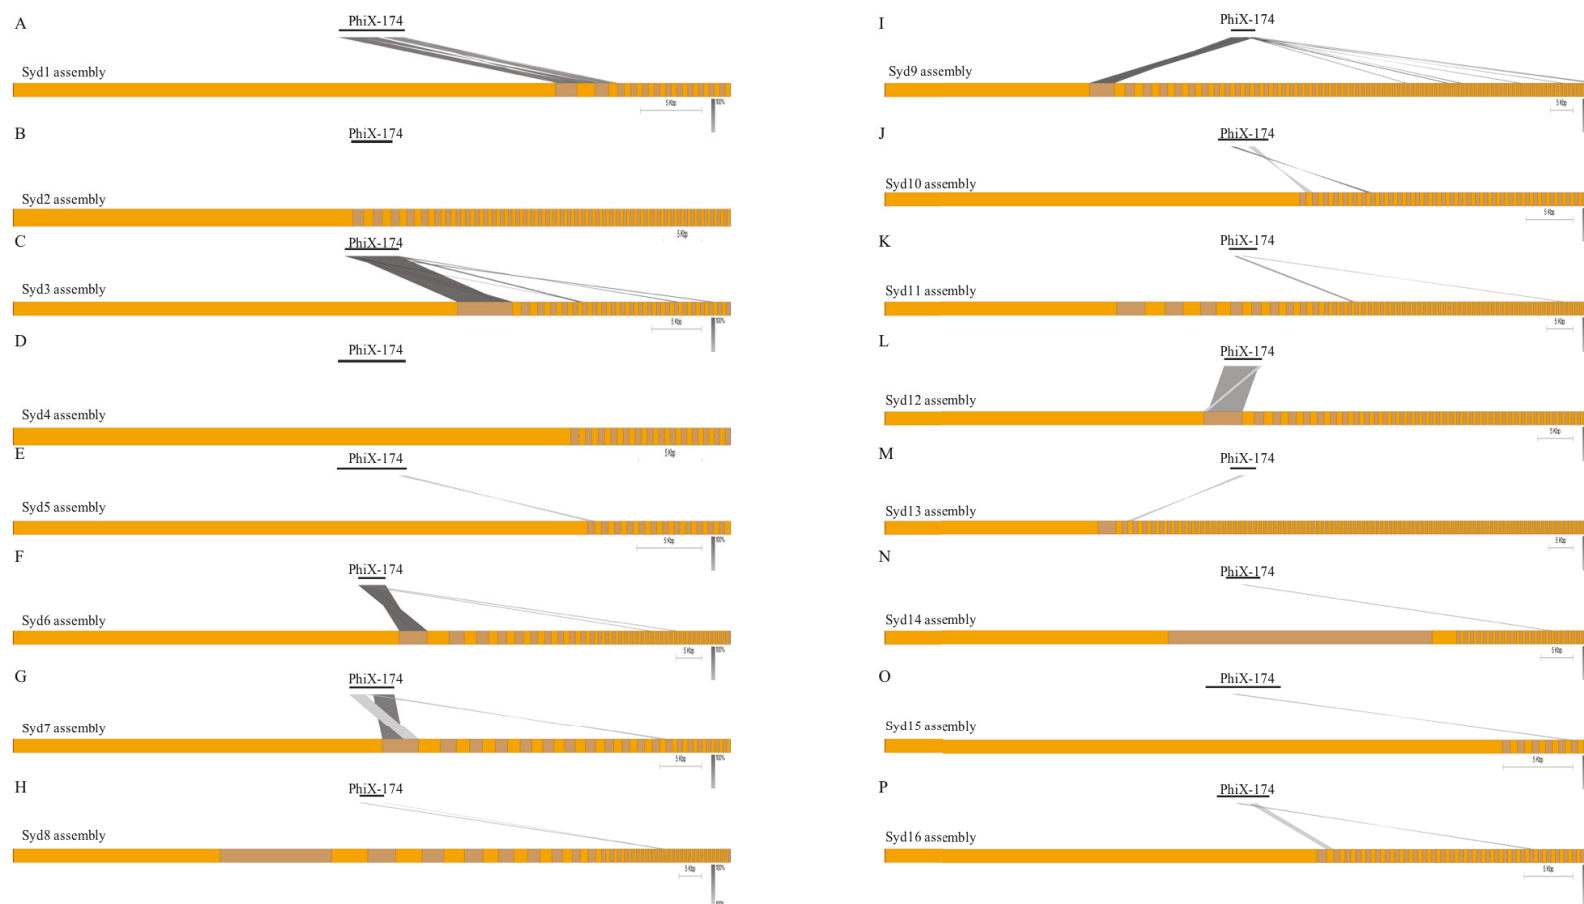 A
PhiX-174
Syd1 assembly
5 Kbp
100%
B
PhiX-174
Syd2 assembly
5 Kbp
C
PhiX-174
Syd3 assembly
5 Kbp
100%
D
PhiX-174
Syd4 assembly
5 Kbp
E
PhiX-174
Syd5 assembly
5 Kbp
100%
F
PhiX-174
Syd6 assembly
5 Kbp
100%
G
PhiX-174
Syd7 assembly
5 Kbp
100%
H
PhiX-174
Syd8 assembly
5 Kbp
100%
I
PhiX-174
Syd9 assembly
5 Kbp
J
PhiX-174
Syd10 assembly
5 Kbp
K
PhiX-174
Syd11 assembly
5 Kbp
L
PhiX-174
Syd12 assembly
5 Kbp
M
PhiX-174
Syd13 assembly
5 Kbp
N
PhiX-174
Syd14 assembly
5 Kbp
O
PhiX-174
Syd15 assembly
5 Kbp
P
PhiX-174
Syd16 assembly
5 Kbp